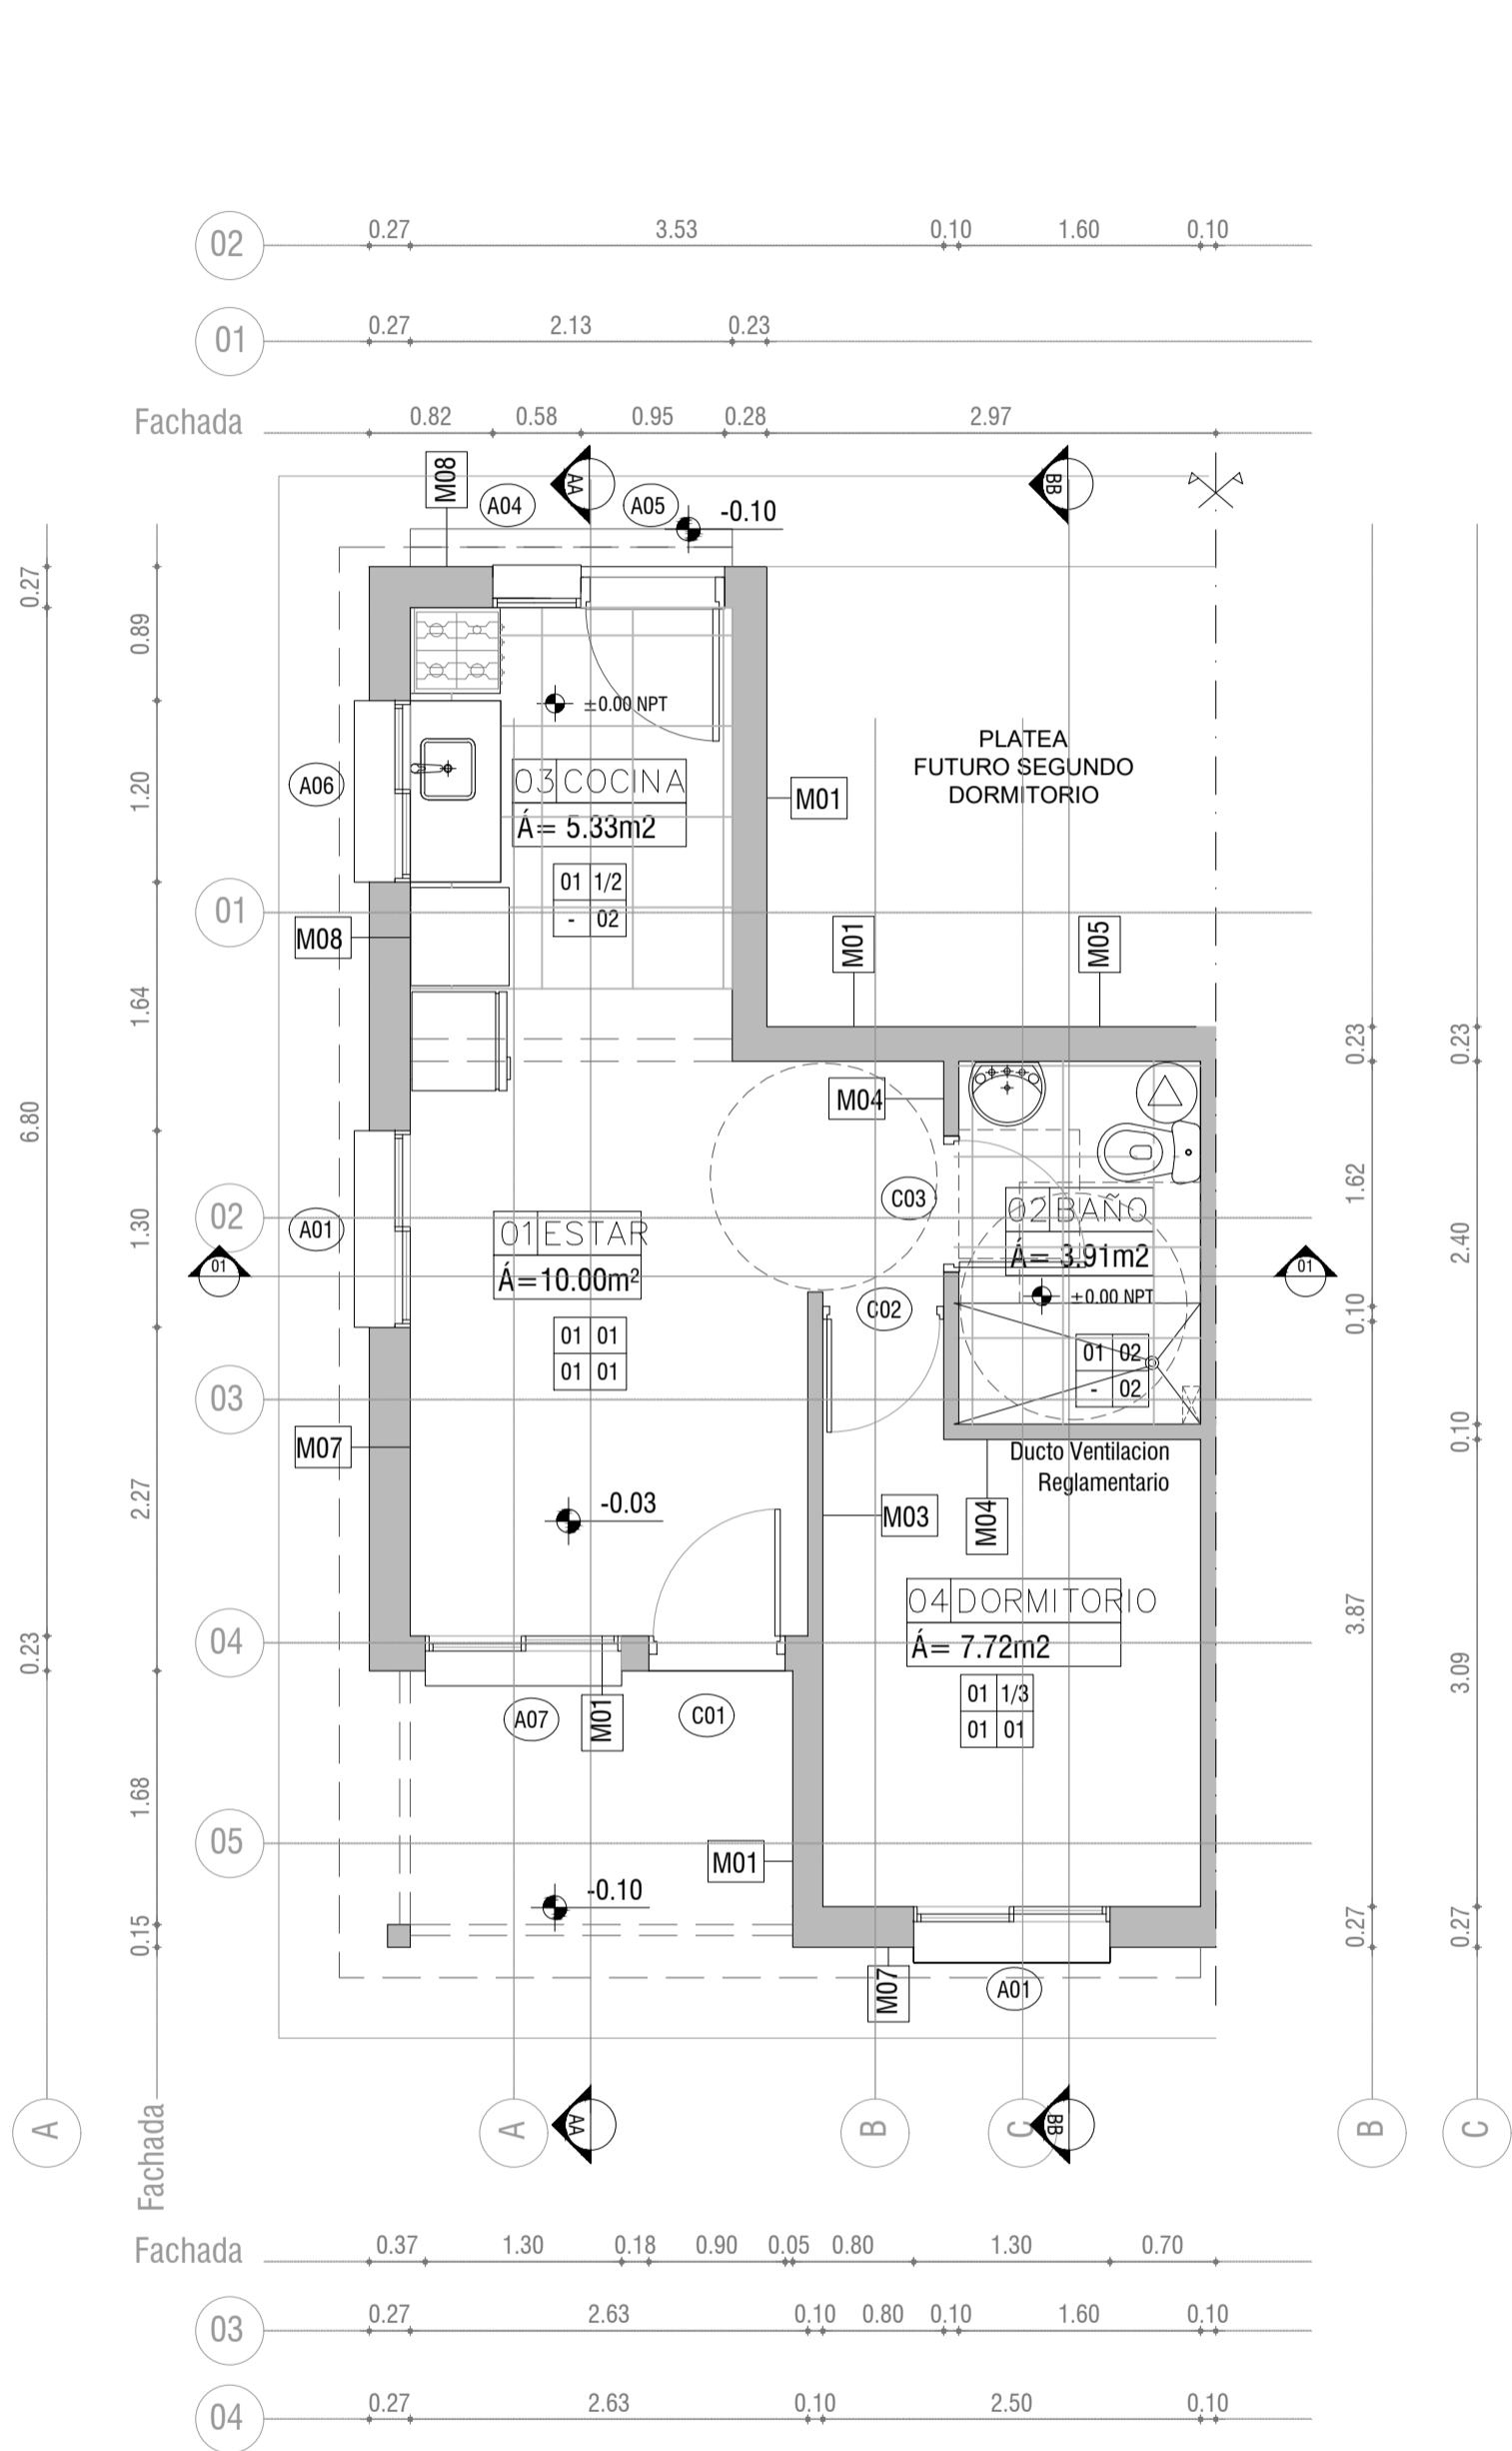 02 0.27 3.53 0.10 1.60 0.10
01 0.27 2.13 0.23
Fachada 0.82 0.58 0.95 0.28 2.97
M08
A04
AA
A05
-0.10
BB
0.27
0.89
±0.00 NPT
PLATEA
FUTURO SEGUNDO
DORMITORIO
A06
1.20
03 COCINA
Á= 5.33m2
M01
01 1/2
- 02
01
M08
M01
M05
1.64
0.23
0.23
6.80
M04
C03
1.62
02
A01
1.30
01 ESTAR
Á=10.00m²
02 BAÑO
Á= 3.91m2
±0.00 NPT
2.40
01
01
C02
0.10
01 01
01 01
01 02
- 02
03
M07
0.10
Ducto Ventilacion
Reglamentario
2.27
-0.03
M03
M04
04 DORMITORIO
Á= 7.72m2
01 1/3
01 01
3.87
0.23
04
3.09
A07
M01
C01
1.68
05
M01
-0.10
0.15
0.27
0.27
M07
A01
A
Fachada
A
AA
B
C
BB
B
C
Fachada 0.37 1.30 0.18 0.90 0.05 0.80 1.30 0.70
03 0.27 2.63 0.10 0.80 0.10 1.60 0.10
04 0.27 2.63 0.10 2.50 0.10